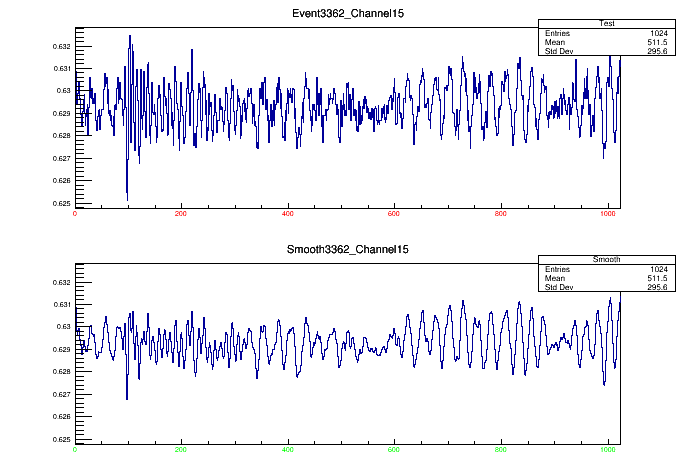 Event3362_Channel15
Test
Entries 1024
Mean 511.5
Std Dev 295.6
0.632
0.631
0.63
0.629
0.628
0.627
0.626
0.625
0 200 400 600 800 1000
Smooth3362_Channel15
Smooth
Entries 1024
Mean 511.5
Std Dev 295.6
0.632
0.631
0.63
0.629
0.628
0.627
0.626
0.625
0 200 400 600 800 1000